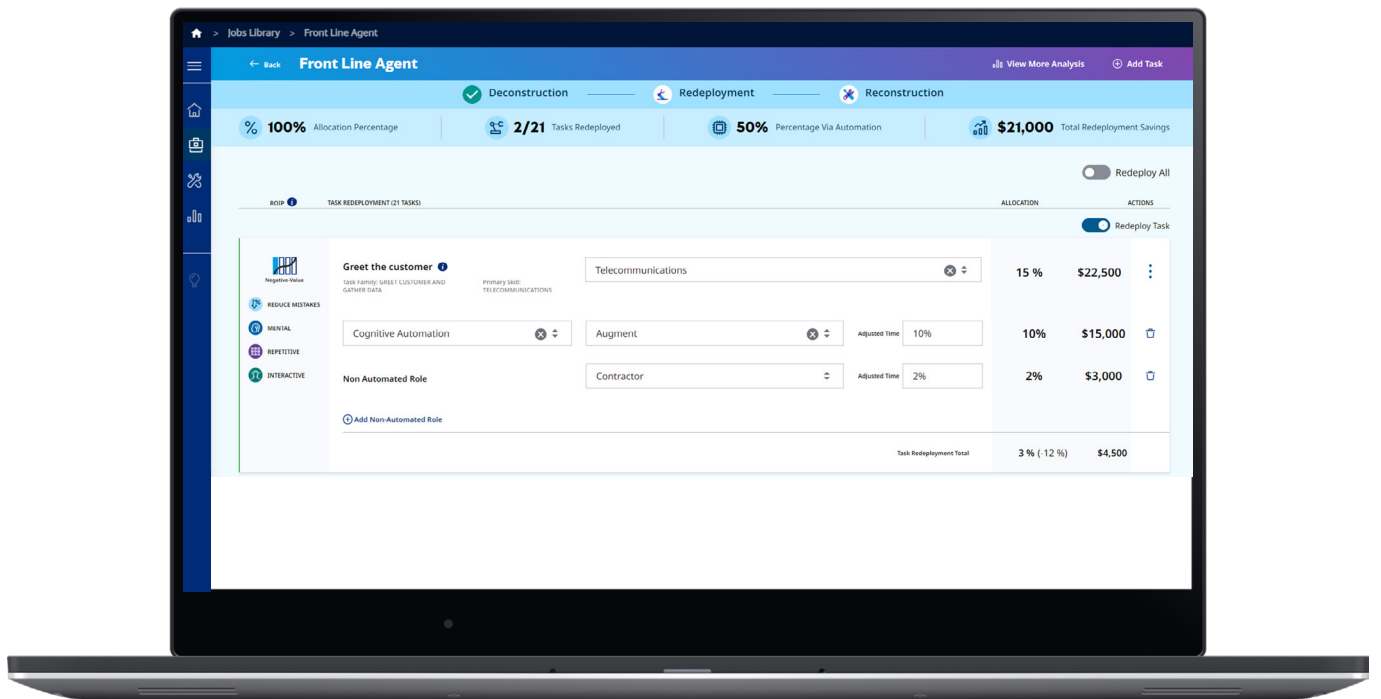 > Jobs Library > Front Line Agent
← Back Front Line Agent View More Analysis Add Task
Deconstruction Redeployment Reconstruction
100% Allocation Percentage 2/21 Tasks Redeployed 50% Percentage Via Automation $21,000 Total Redeployment Savings
Redeploy All
ROIP TASK REDEPLOYMENT (21 TASKS) ALLOCATION ACTIONS
Redeploy Task
Negative-Value
REDUCE MISTAKES
MENTAL
REPETITIVE
INTERACTIVE
Greet the customer
Task Family: GREET CUSTOMER AND
GATHER DATA
Primary Skill:
TELECOMMUNICATIONS
Telecommunications
15 % $22,500
Cognitive Automation Augment Adjusted Time 10% 10% $15,000
Non Automated Role Contractor Adjusted Time 2% 2% $3,000
Add Non-Automated Role
Task Redeployment Total 3 % (-12 %) $4,500